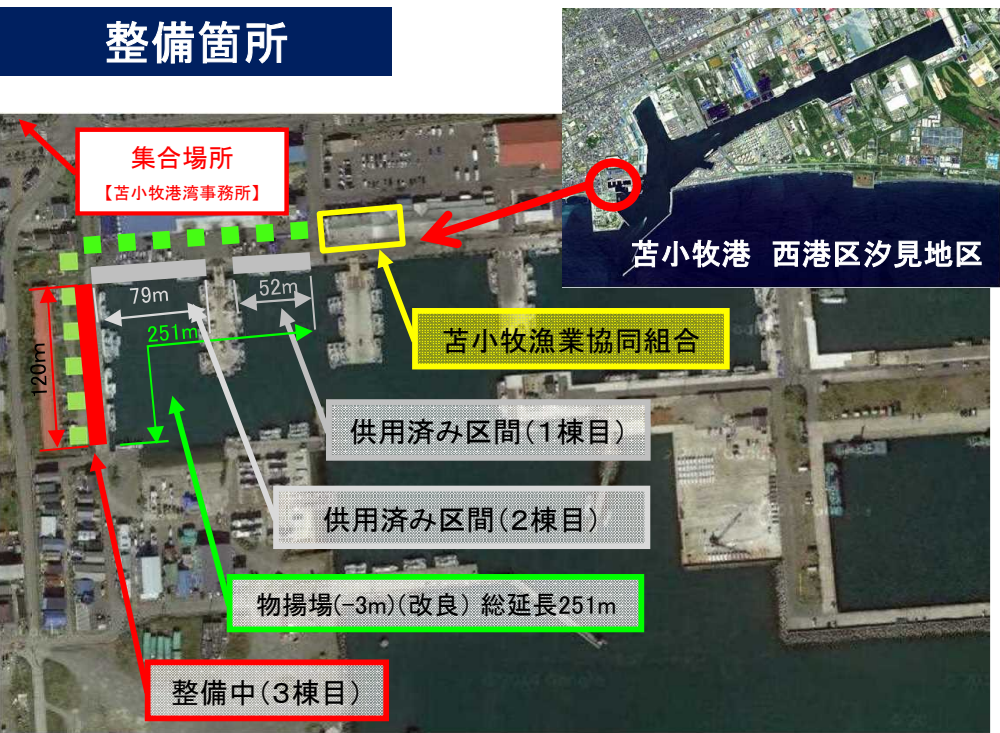 整備箇所
集合場所
【苫小牧港湾事務所】
苫小牧港　西港区汐見地区
79m
52m
251m
120m
苫小牧漁業協同組合
供用済み区間(1棟目)
供用済み区間(2棟目)
物揚場(-3m)(改良) 総延長251m
整備中(3棟目)